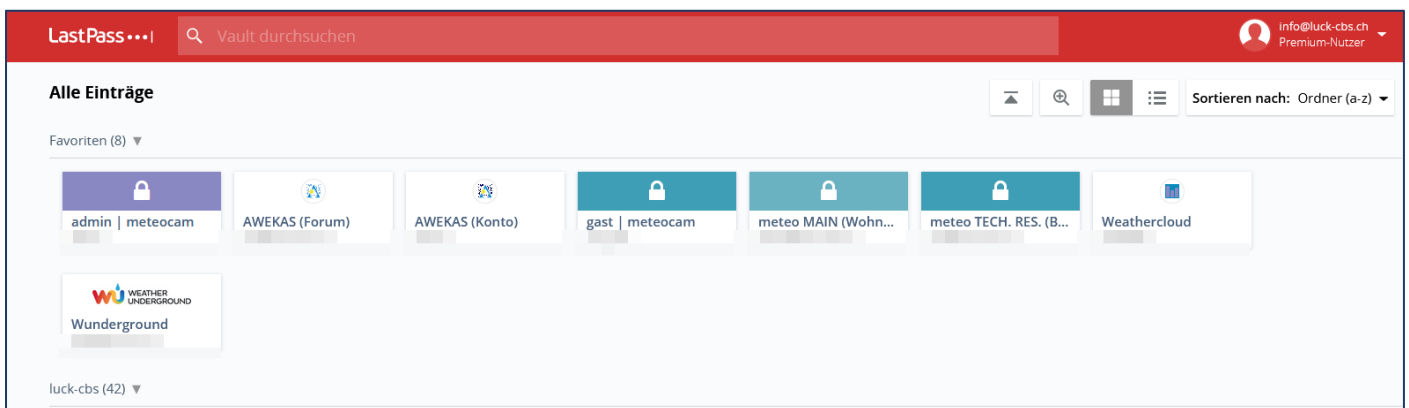 LastPass
Vault durchsuchen
info@luck-cbs.ch
Premium-Nutzer
Alle Einträge
Sortieren nach: Ordner (a-z)
Favoriten (8)
admin | meteocam
AWEKAS (Forum)
AWEKAS (Konto)
gast | meteocam
meteo MAIN (Wohn...
meteo TECH. RES. (B...
Weathercloud
WU WEATHER
UNDERGROUND
Wunderground
luck-cbs (42)